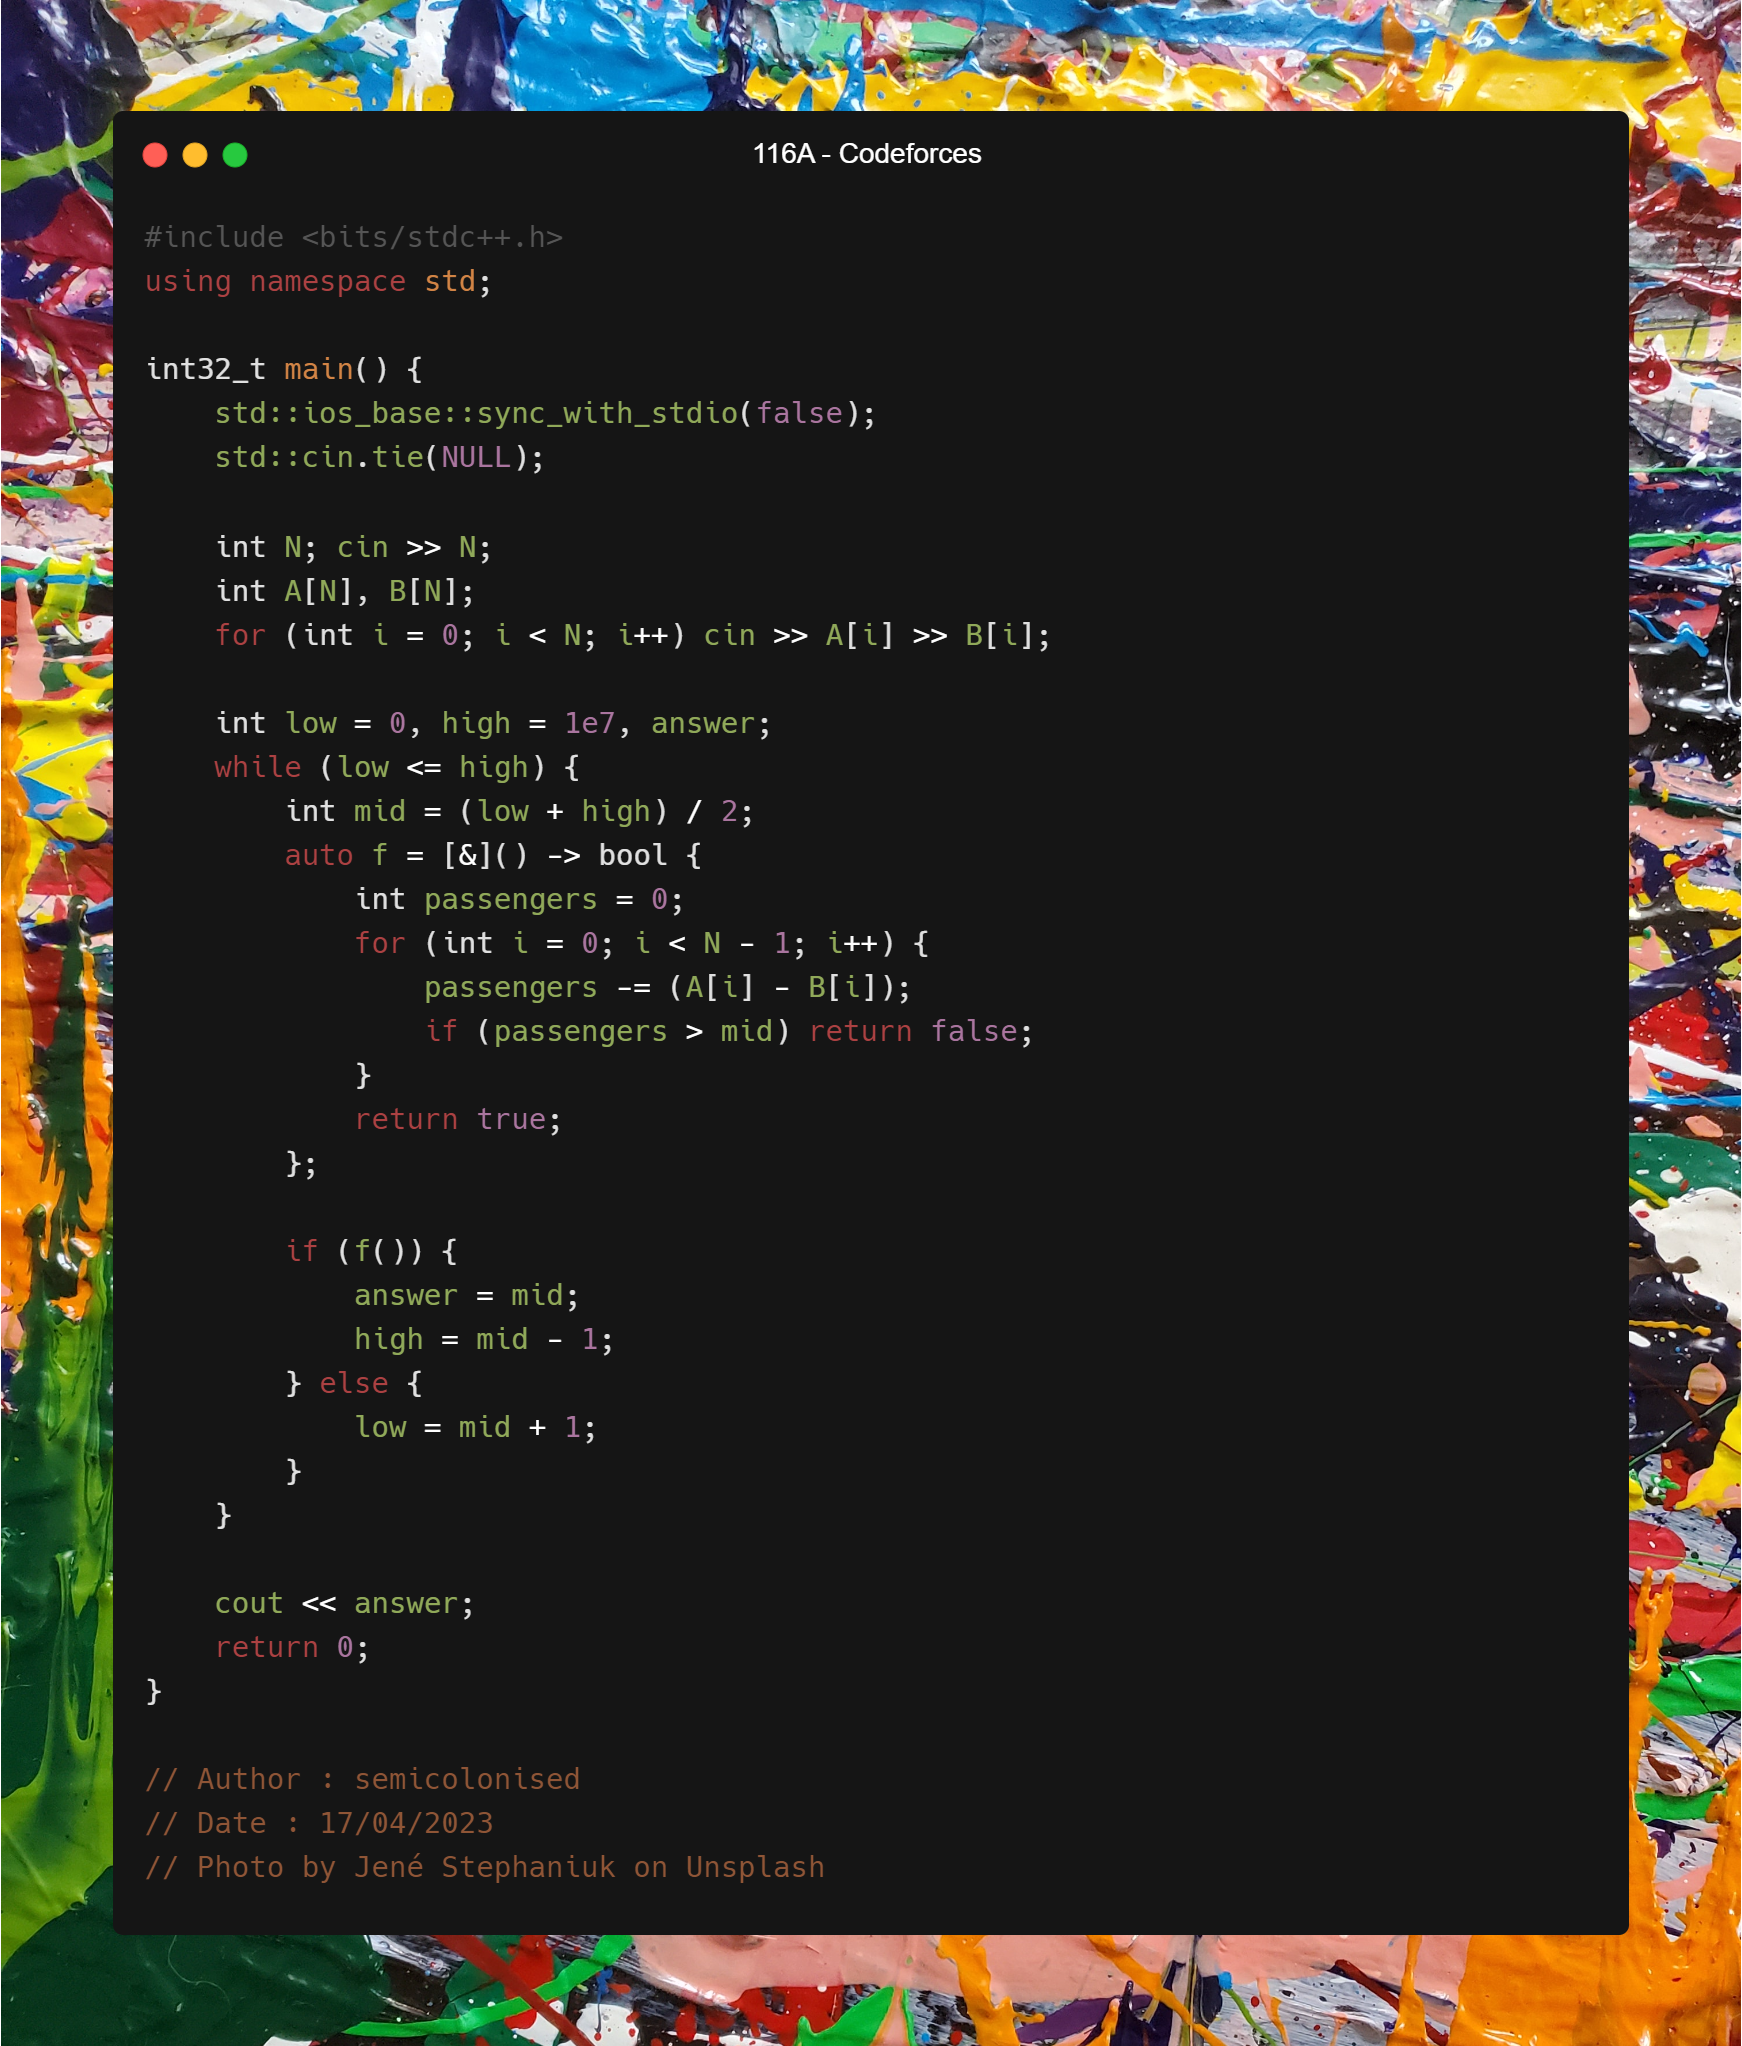 116A - Codeforces
#include <bits/stdc++.h>
using namespace std;
int32_t main() {
    std::ios_base::sync_with_stdio(false);
    std::cin.tie(NULL);
    int N; cin >> N;
    int A[N], B[N];
    for (int i = 0; i < N; i++) cin >> A[i] >> B[i];
    int low = 0, high = 1e7, answer;
    while (low <= high) {
        int mid = (low + high) / 2;
        auto f = [&]() -> bool {
            int passengers = 0;
            for (int i = 0; i < N - 1; i++) {
                passengers -= (A[i] - B[i]);
                if (passengers > mid) return false;
            }
            return true;
        };
        if (f()) {
            answer = mid;
            high = mid - 1;
        } else {
            low = mid + 1;
        }
    }
    cout << answer;
    return 0;
}
// Author : semicolonised
// Date : 17/04/2023
// Photo by Jené Stephaniuk on Unsplash